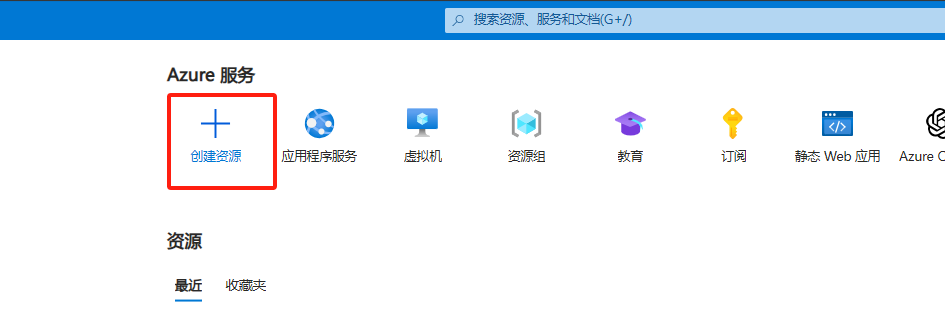 搜索资源、服务和文档(G+/)
Azure 服务
创建资源
应用程序服务
虚拟机
资源组
教育
订阅
静态 Web 应用
Azure
资源
最近
收藏夹